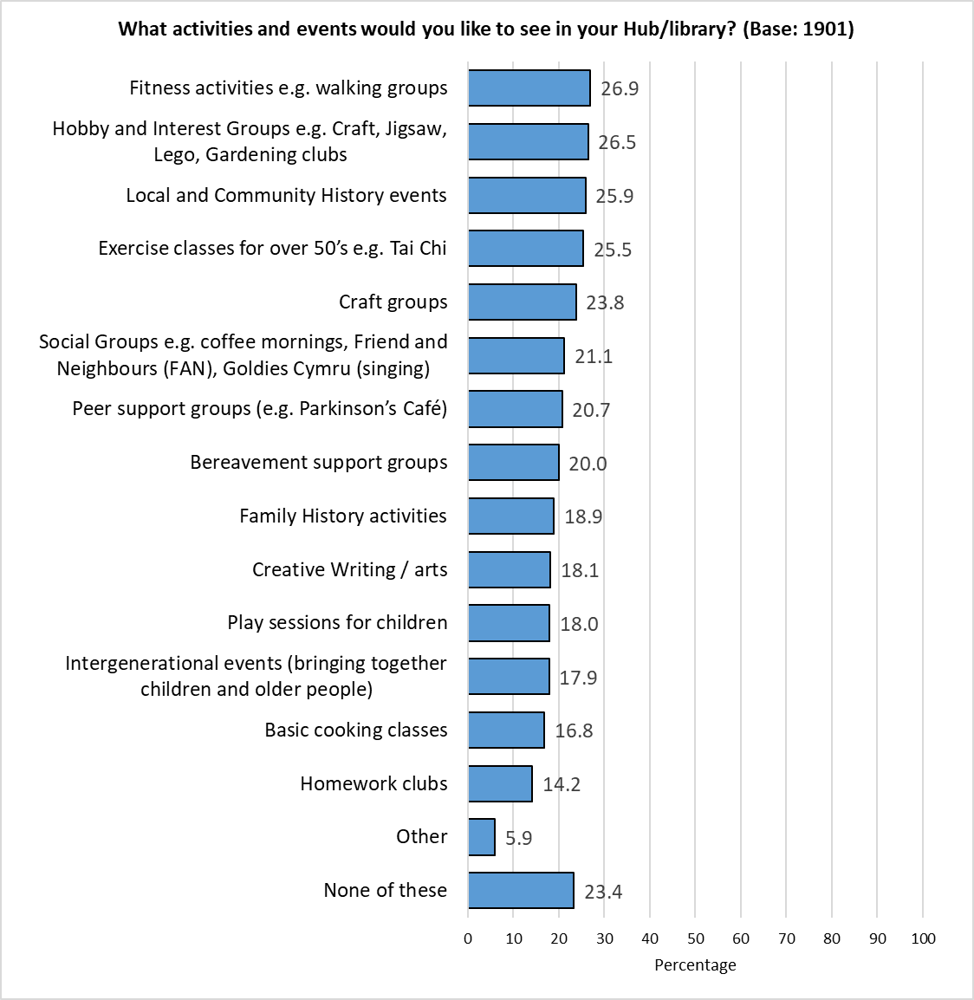 What activities and events would you like to see in your Hub/library? (Base: 1901)
Fitness activities e.g. walking groups 26.9
Hobby and Interest Groups e.g. Craft, Jigsaw,
Lego, Gardening clubs 26.5
Local and Community History events 25.9
Exercise classes for over 50’s e.g. Tai Chi 25.5
Craft groups 23.8
Social Groups e.g. coffee mornings, Friend and
Neighbours (FAN), Goldies Cymru (singing) 21.1
Peer support groups (e.g. Parkinson’s Café) 20.7
Bereavement support groups 20.0
Family History activities 18.9
Creative Writing / arts 18.1
Play sessions for children 18.0
Intergenerational events (bringing together
children and older people) 17.9
Basic cooking classes 16.8
Homework clubs 14.2
Other 5.9
None of these 23.4
0 10 20 30 40 50 60 70 80 90 100
Percentage